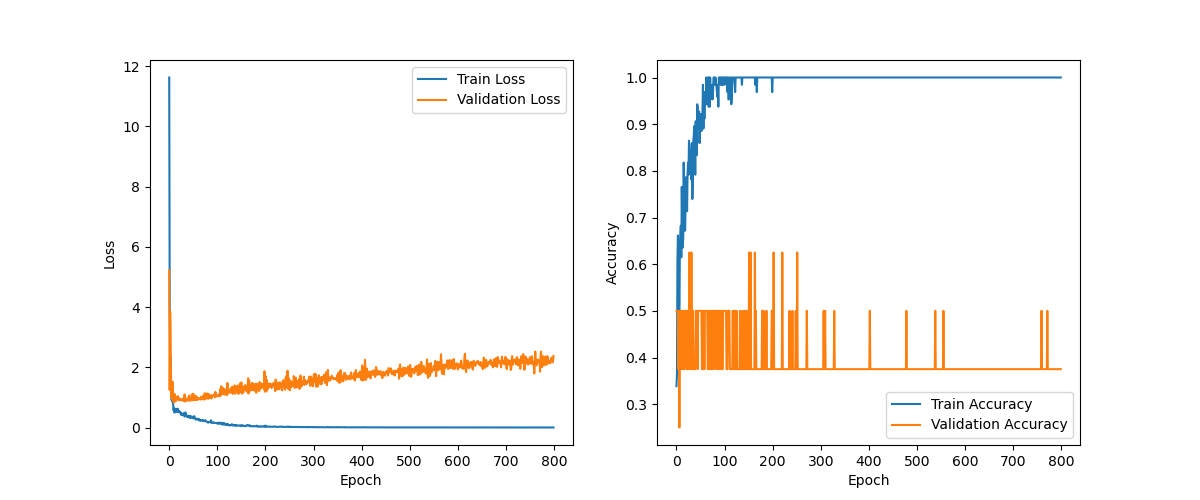 12
10
8
6
4
2
0
Loss
0 100 200 300 400 500 600 700 800
Epoch
Train Loss
Validation Loss
1.0
0.9
0.8
0.7
0.6
0.5
0.4
0.3
Accuracy
0 100 200 300 400 500 600 700 800
Epoch
Train Accuracy
Validation Accuracy